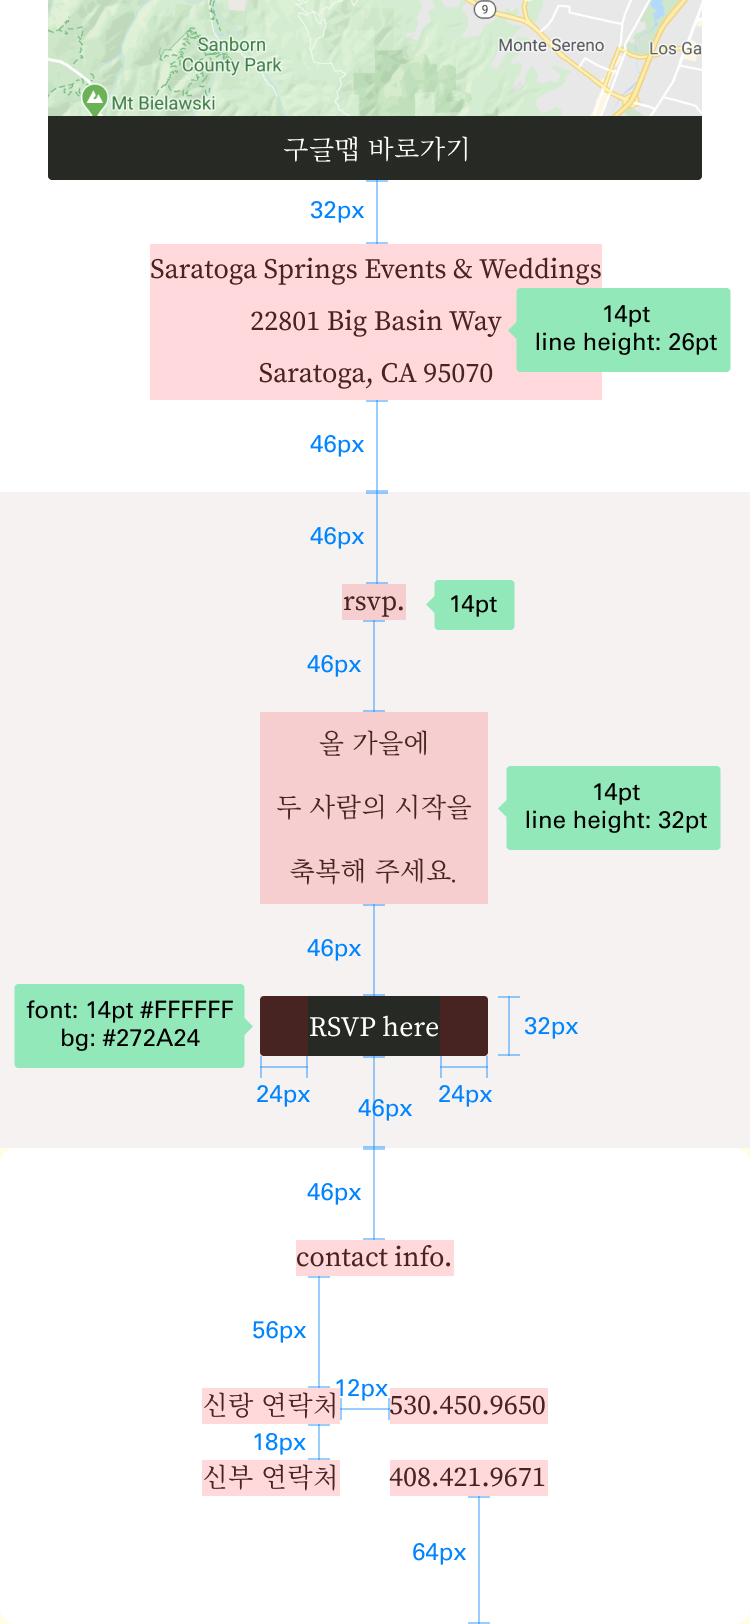 9
Sanborn
County Park
Monte Sereno
Los Ga
Mt Bielawski
구글맵 바로가기
32px
Saratoga Springs Events & Weddings
22801 Big Basin Way
Saratoga, CA 95070
14pt
line height: 26pt
46px
46px
rsvp.
14pt
46px
올 가을에
두 사람의 시작을
축복해 주세요.
14pt
line height: 32pt
46px
font: 14pt #FFFFFF
bg: #272A24
RSVP here
32px
24px
46px
24px
46px
contact info.
56px
12px
신랑 연락처 530.450.9650
18px
신부 연락처 408.421.9671
64px